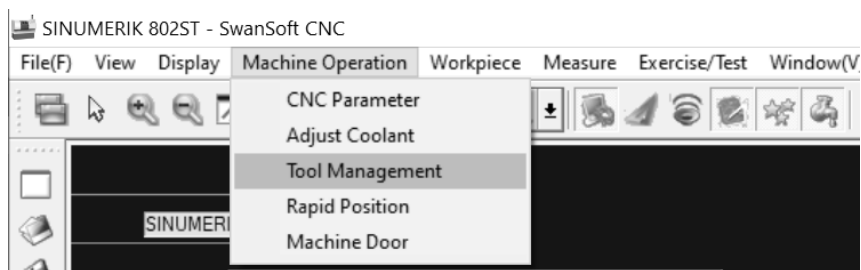 SINUMERIK 802ST - SwanSoft CNC
File(F) View Display Machine Operation Workpiece Measure Exercise/Test Window(V
CNC Parameter
Adjust Coolant
Tool Management
SINUMERI
Rapid Position
Machine Door